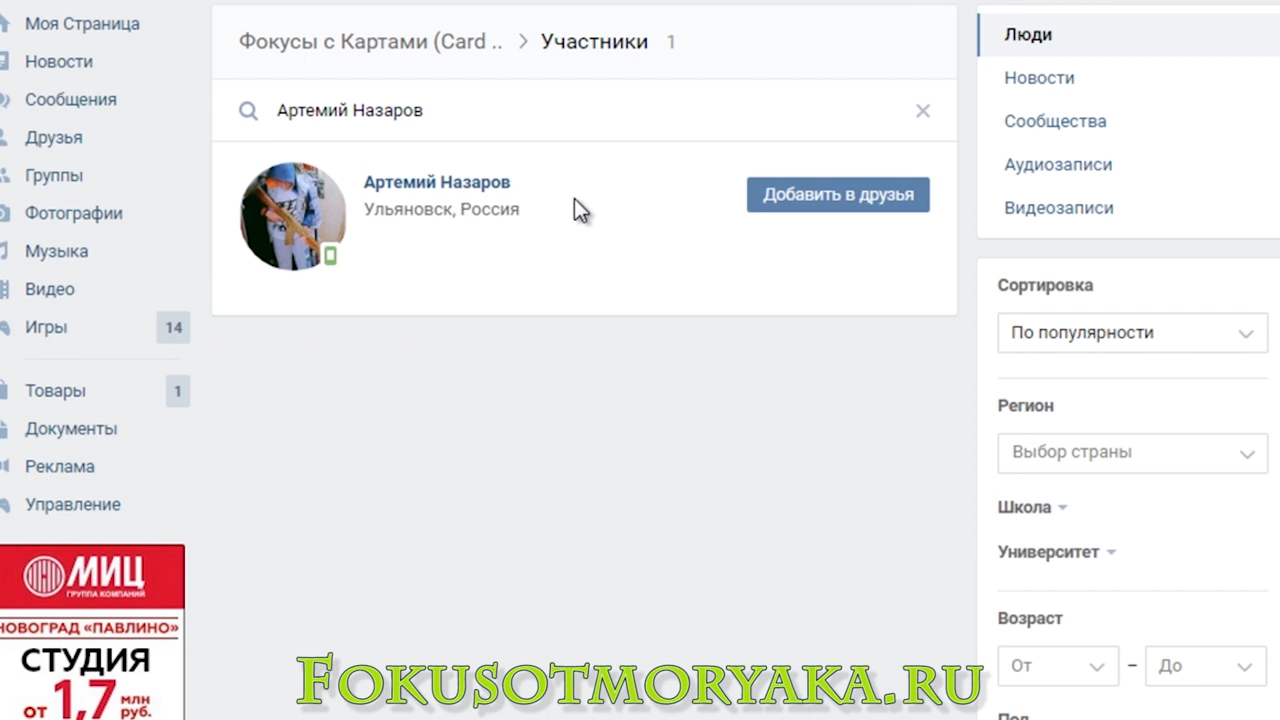 Моя Страница
Новости
Сообщения
Друзья
Группы
Фотографии
Музыка
Видео
Игры 14
Товары 1
Документы
Реклама
Управление
МИЦ
ГРУППА КОМПАНИЙ
НОВОГРАД «ПАВЛИНО»
СТУДИЯ
от 1,7 млн руб.
Фокусы с Картами (Card .. > Участники 1
Артемий Назаров
Артемий Назаров
Ульяновск, Россия
Добавить в друзья
Люди
Новости
Сообщества
Аудиозаписи
Видеозаписи
Сортировка
По популярности
Регион
Выбор страны
Школа
Университет
Возраст
От – До
Пол
Fokusotmoryaka.ru